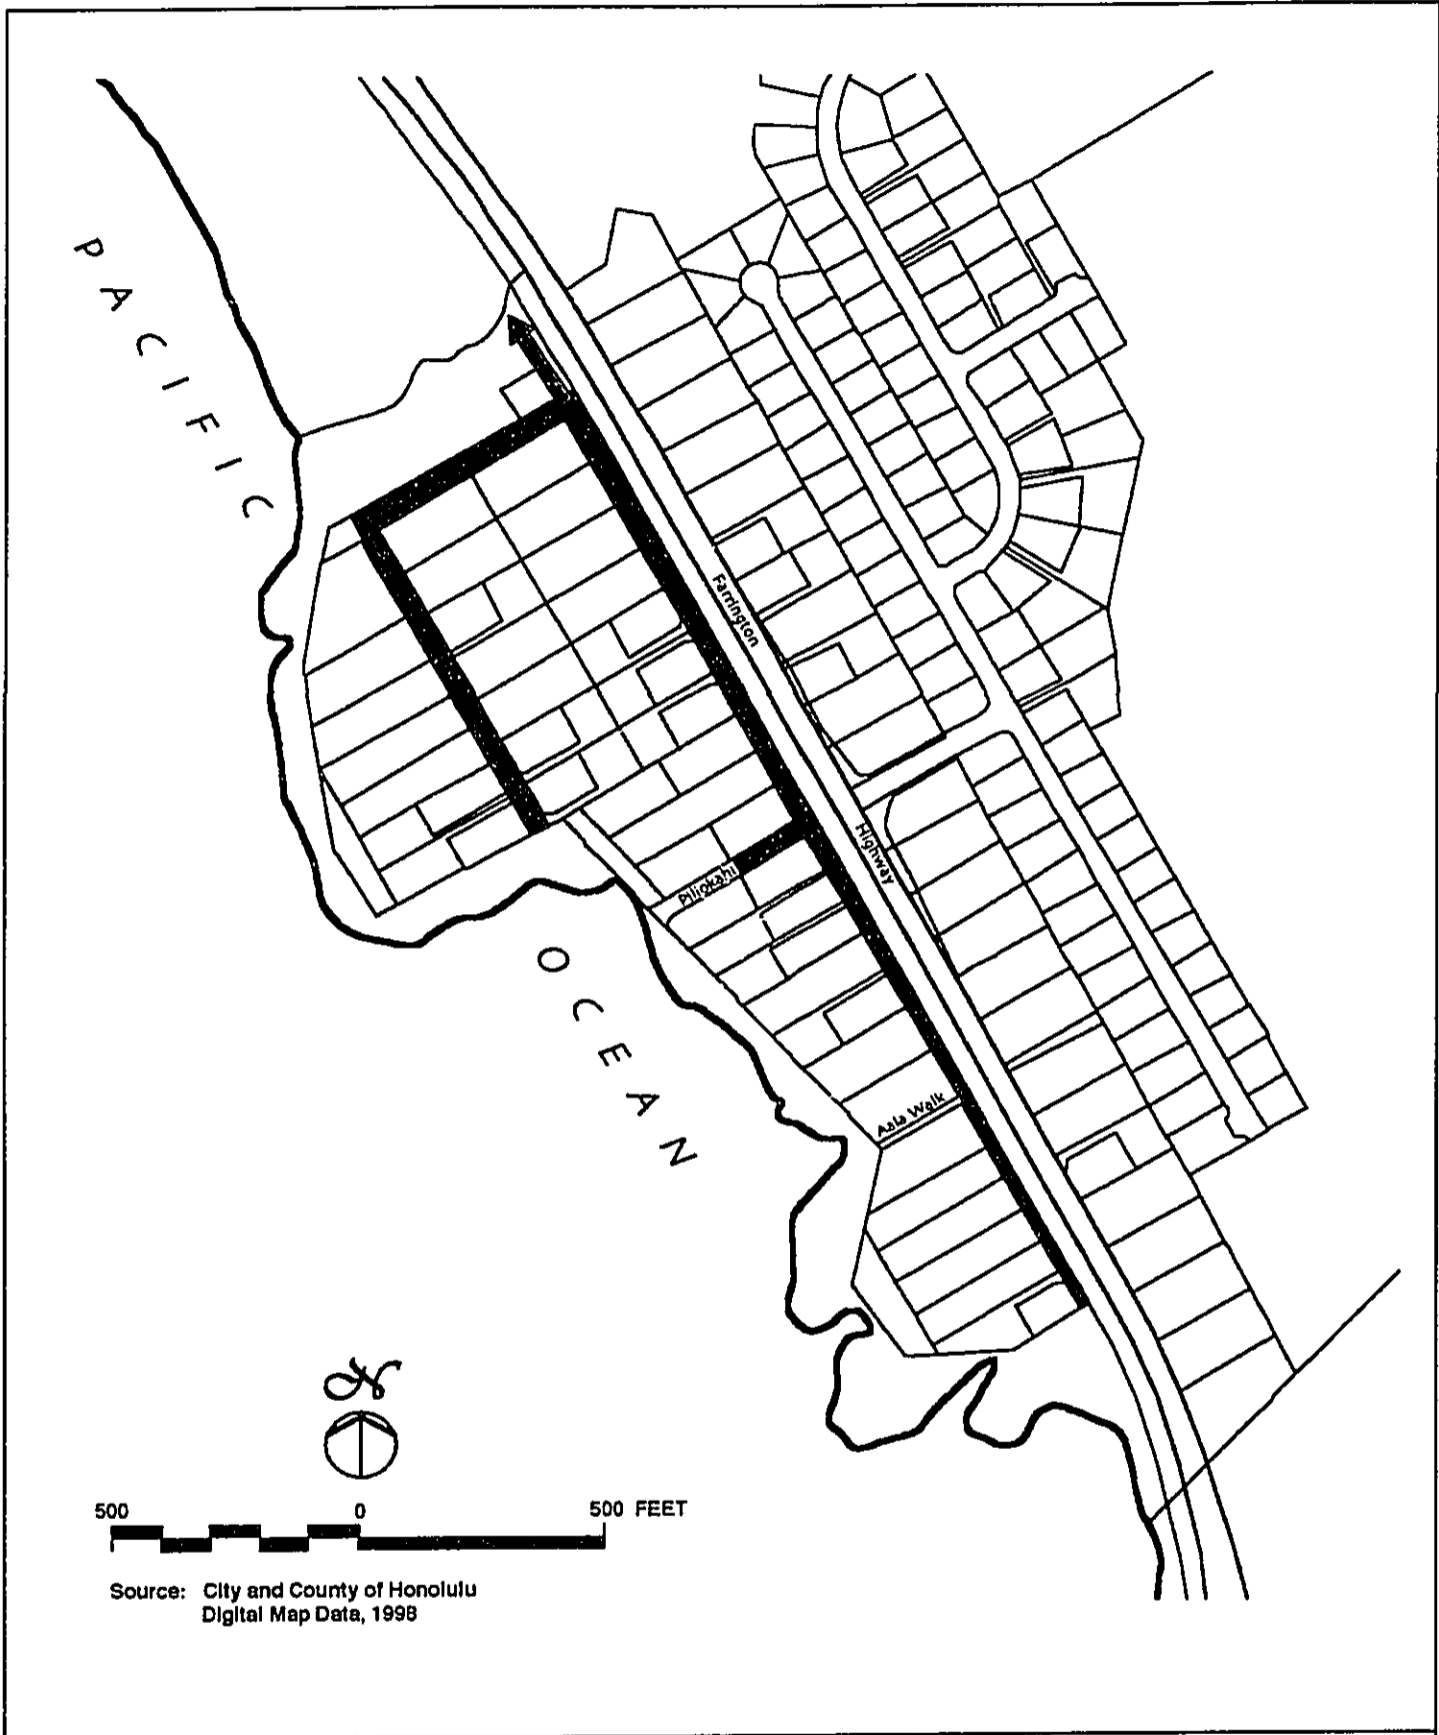 PACIFIC
Farrington
Highway
Piliokahi
OCEAN
Aala Walk
500 0 500 FEET
Source: City and County of Honolulu
Digital Map Data, 1998